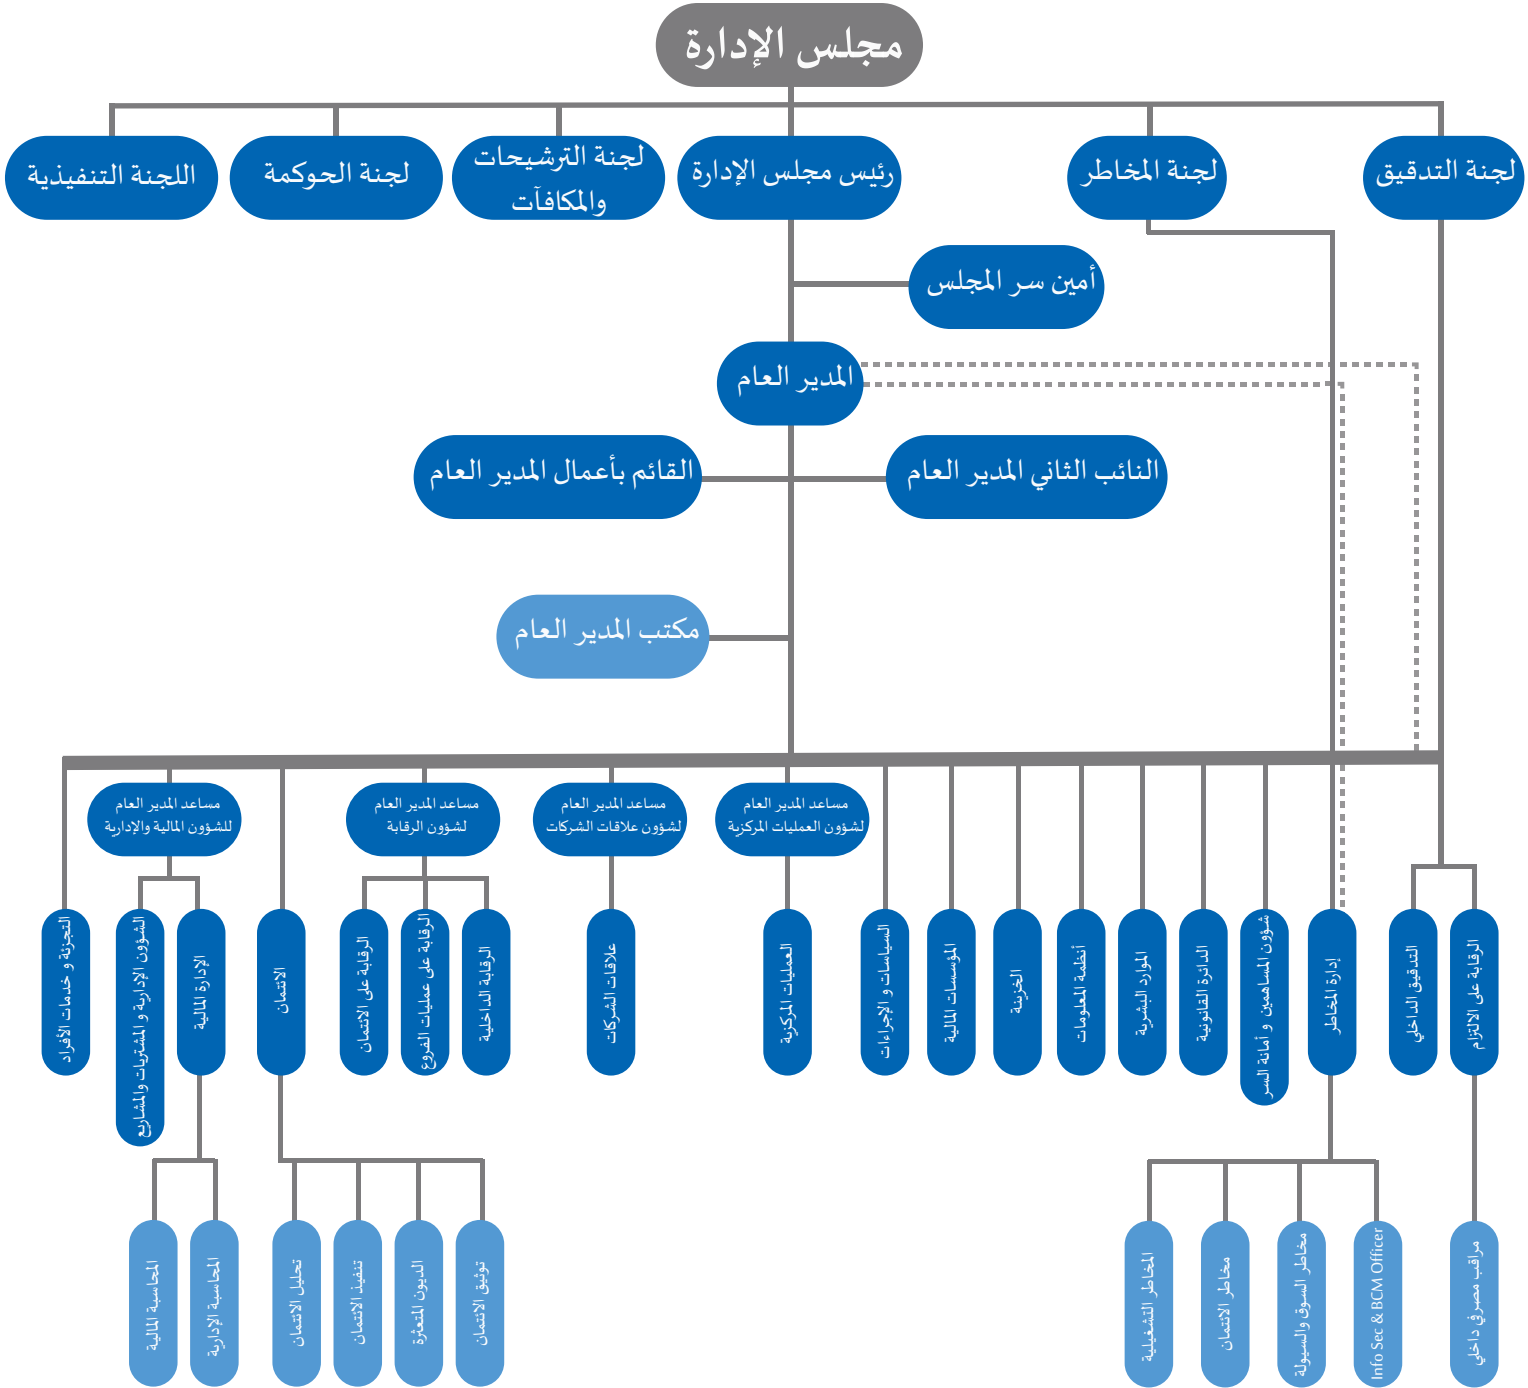 مجلس الإدارة
لجنة التدقيق
لجنة المخاطر
رئيس مجلس الإدارة
لجنة الترشيحات
والمكافآت
لجنة الحوكمة
اللجنة التنفيذية
أمين سر المجلس
المدير العام
النائب الثاني المدير العام
القائم بأعمال المدير العام
مكتب المدير العام
مساعد المدير العام
لشؤون العمليات المركزية
مساعد المدير العام
لشؤون علاقات الشركات
مساعد المدير العام
لشؤون الرقابة
مساعد المدير العام
للشؤون المالية والإدارية
الرقابة على الالتزام
التدقيق الداخلي
إدارة المخاطر
شؤون المساهمين و أمانة السر
الدائرة القانونية
الموارد البشرية
أنظمة المعلومات
الخزينة
المؤسسات المالية
السياسات و الإجراءات
العمليات المركزية
علاقات الشركات
الرقابة الداخلية
الرقابة على عمليات الفروع
الرقابة على الائتمان
الائتمان
الإدارة المالية
الشؤون الإدارية و المشتريات والمشاريع
التجزئة و خدمات الأفراد
مراقب مصرفي داخلي
Info Sec & BCM Officer
مخاطر السوق والسيولة
مخاطر الائتمان
المخاطر التشغيلية
توثيق الائتمان
الديون المتعثرة
تنفيذ الائتمان
تحليل الائتمان
المحاسبة الإدارية
المحاسبة المالية